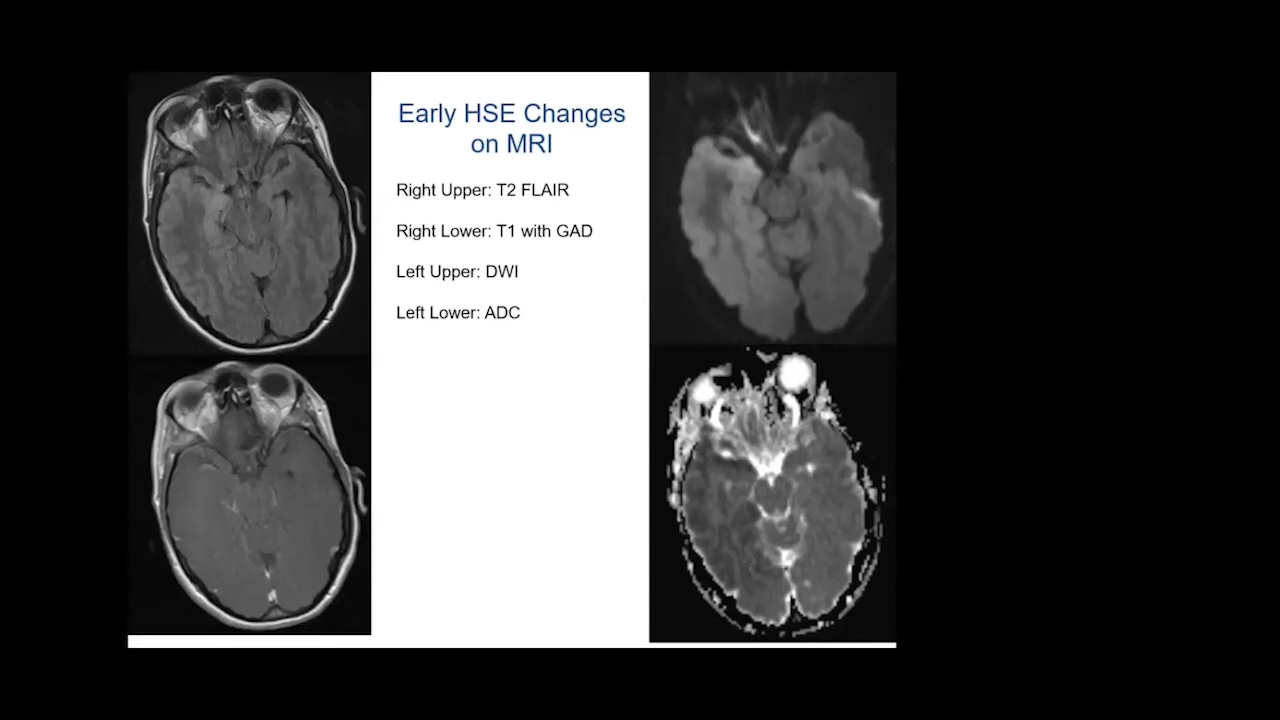 Early HSE Changes
on MRI
Right Upper: T2 FLAIR
Right Lower: T1 with GAD
Left Upper: DWI
Left Lower: ADC